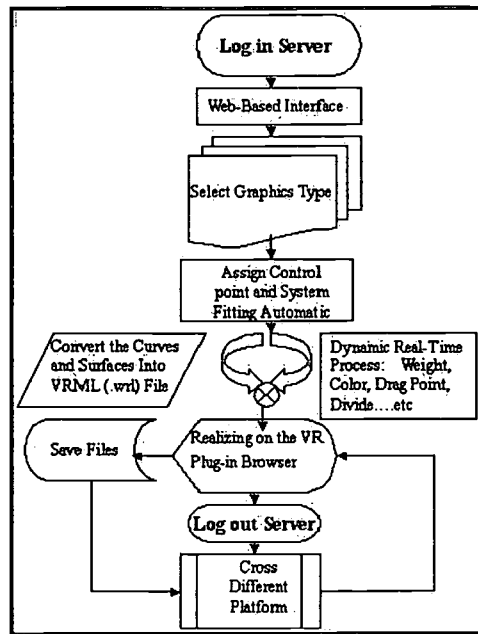 Log in Server
Web-Based Interface
Select Graphics Type
Assign Control
point and System
Fitting Automatic
Convert the Curves
and Surfaces Into
VRML (.wrl) File
Dynamic Real-Time
Process: Weight,
Color, Drag Point,
Divide....etc
Realizing on the VR
Plug-in Browser
Save Files
Log out Server
Cross
Different
Platform